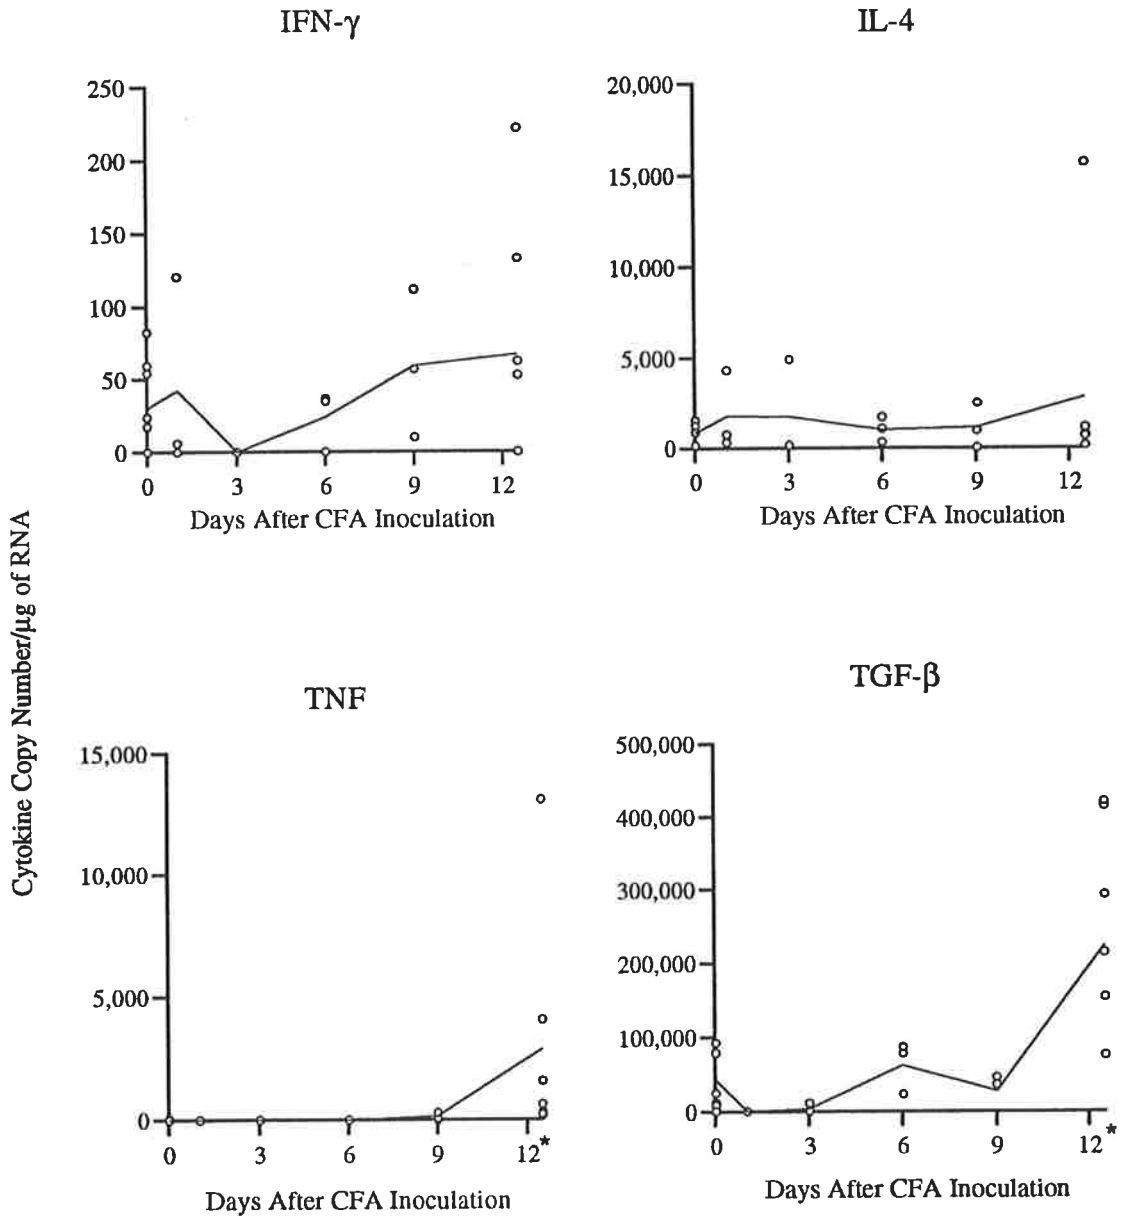 IFN-γ
250
200
150
100
50
0
0 3 6 9 12
Days After CFA Inoculation
IL-4
20,000
15,000
10,000
5,000
0
0 3 6 9 12
Days After CFA Inoculation
Cytokine Copy Number/µg of RNA
TNF
15,000
10,000
5,000
0
0 3 6 9 12*
Days After CFA Inoculation
TGF-β
500,000
400,000
300,000
200,000
100,000
0
0 3 6 9 12*
Days After CFA Inoculation